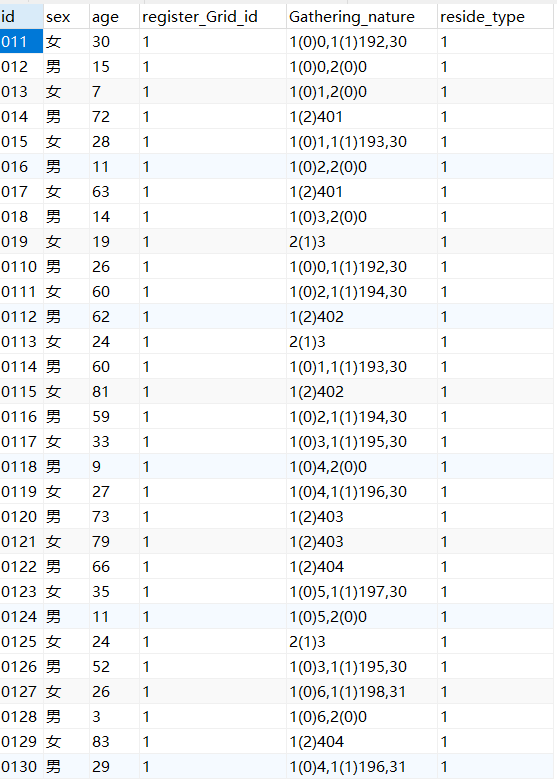 id sex age register_Grid_id Gathering_nature reside_type
011 女 30 1 1(0)0,1(1)192,30 1
012 男 15 1 1(0)0,2(0)0 1
013 女 7 1 1(0)1,2(0)0 1
014 男 72 1 1(2)401 1
015 女 28 1 1(0)1,1(1)193,30 1
016 男 11 1 1(0)2,2(0)0 1
017 女 63 1 1(2)401 1
018 男 14 1 1(0)3,2(0)0 1
019 女 19 1 2(1)3 1
0110 男 26 1 1(0)0,1(1)192,30 1
0111 女 60 1 1(0)2,1(1)194,30 1
0112 男 62 1 1(2)402 1
0113 女 24 1 2(1)3 1
0114 男 60 1 1(0)1,1(1)193,30 1
0115 女 81 1 1(2)402 1
0116 男 59 1 1(0)2,1(1)194,30 1
0117 女 33 1 1(0)3,1(1)195,30 1
0118 男 9 1 1(0)4,2(0)0 1
0119 女 27 1 1(0)4,1(1)196,30 1
0120 男 73 1 1(2)403 1
0121 女 79 1 1(2)403 1
0122 男 66 1 1(2)404 1
0123 女 35 1 1(0)5,1(1)197,30 1
0124 男 11 1 1(0)5,2(0)0 1
0125 女 24 1 2(1)3 1
0126 男 52 1 1(0)3,1(1)195,30 1
0127 女 26 1 1(0)6,1(1)198,31 1
0128 男 3 1 1(0)6,2(0)0 1
0129 女 83 1 1(2)404 1
0130 男 29 1 1(0)4,1(1)196,31 1